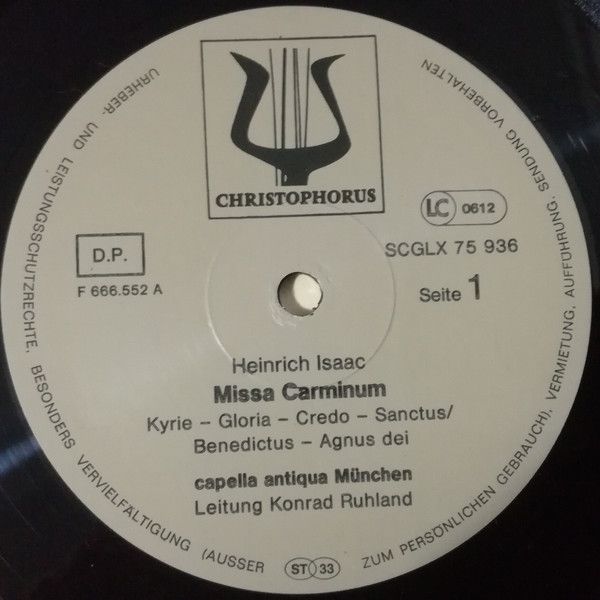 CHRISTOPHORUS
LC 0612
D.P.
F 666.552 A
SCGLX 75 936
Seite 1
Heinrich Isaac
Missa Carminum
Kyrie – Gloria – Credo – Sanctus/
Benedictus – Agnus dei
capella antiqua München
Leitung Konrad Ruhland
ST 33
URHEBER- UND LEISTUNGSSCHUTZRECHTE, BESONDERS VERVIELFÄLTIGUNG (AUSSER ZUM PERSÖNLICHEN GEBRAUCH), VERMIETUNG, AUFFÜHRUNG, SENDUNG VORBEHALTEN